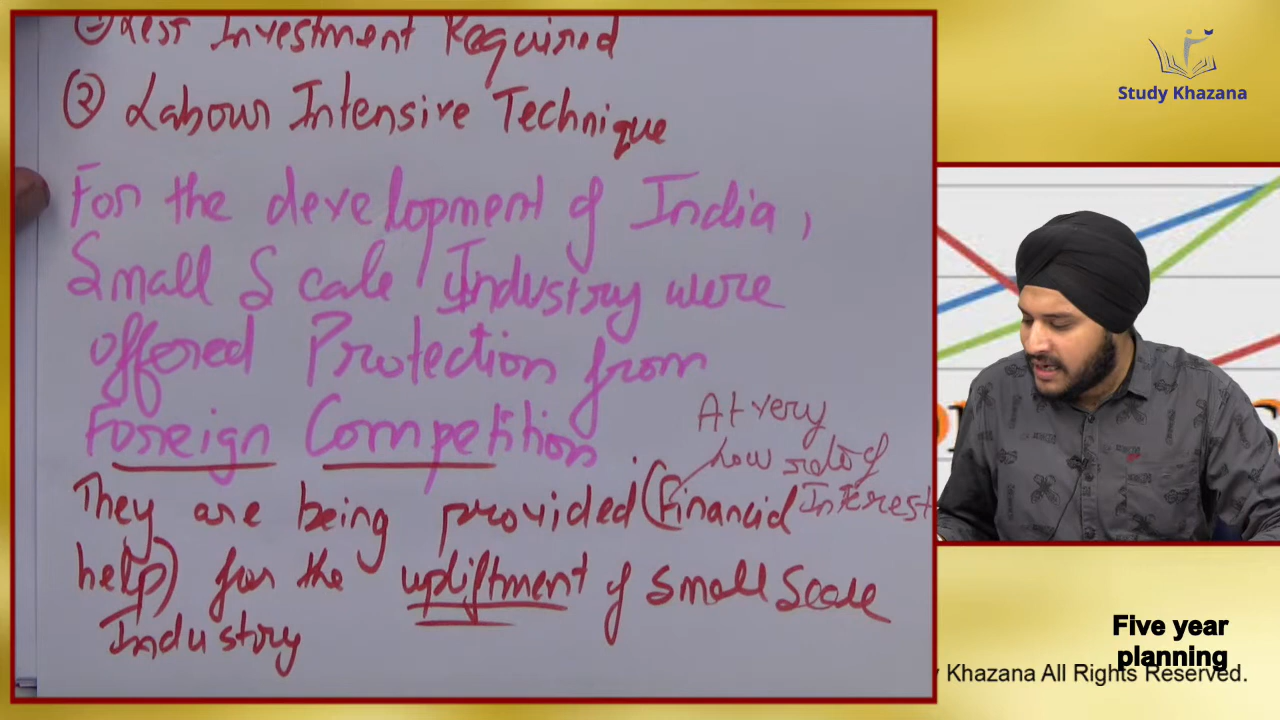 ① Less Investment Required
② Labour Intensive Technique
For the development of India,
Small Scale Industry were
offered Protection from
Foreign Competition
At very
Low rate of
Interest
They are being provided (Financial
help) for the upliftment of Small Scale
Industry
Study Khazana
Five year
planning
Khazana All Rights Reserved.